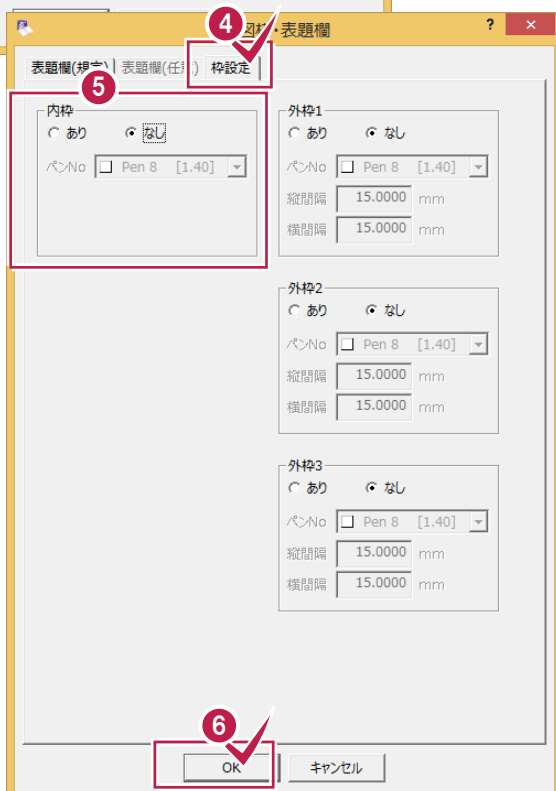 4
図枠・表題欄
?
×
表題欄(規定)
表題欄(任意)
枠設定
5
内枠
あり
なし
ペンNo
Pen 8 [1.40]
外枠1
あり
なし
ペンNo
Pen 8 [1.40]
縦間隔
15.0000 mm
横間隔
15.0000 mm
外枠2
あり
なし
ペンNo
Pen 8 [1.40]
縦間隔
15.0000 mm
横間隔
15.0000 mm
外枠3
あり
なし
ペンNo
Pen 8 [1.40]
縦間隔
15.0000 mm
横間隔
15.0000 mm
6
OK
キャンセル